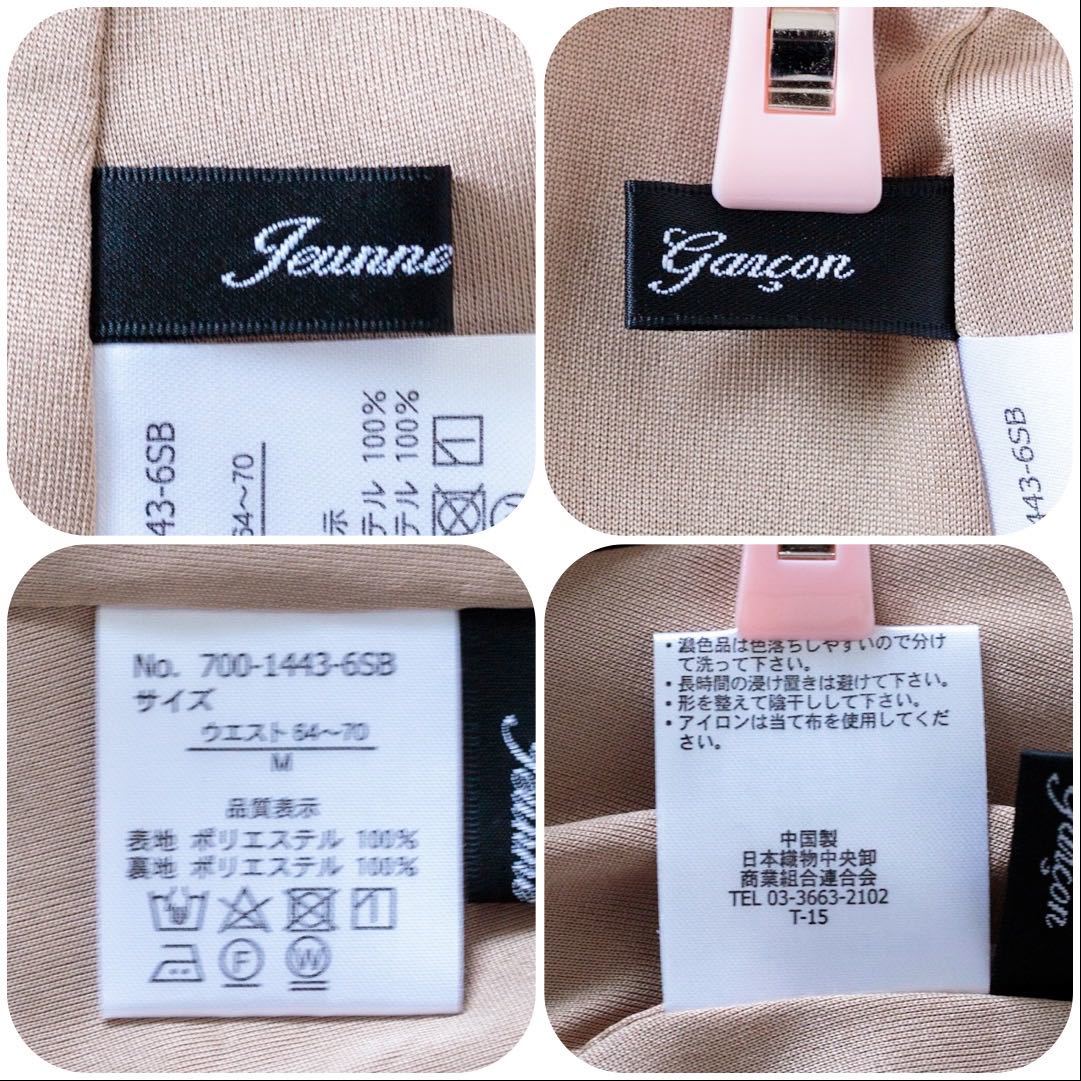 Jeunne
443-6SB
64~70
示
テル 100%
テル 100%
Garçon
443-6SB
No. 700-1443-6SB
サイズ
ウエスト 64~70
M
品質表示
表地 ポリエステル 100%
裏地 ポリエステル 100%
F
W
Jeunne
・濃色品は色落ちしやすいので分け
て洗って下さい。
・長時間の浸け置きは避けて下さい。
・形を整えて陰干しして下さい。
・アイロンは当て布を使用してくだ
さい。
中国製
日本織物中央卸
商業組合連合会
TEL 03-3663-2102
T-15
Garçon